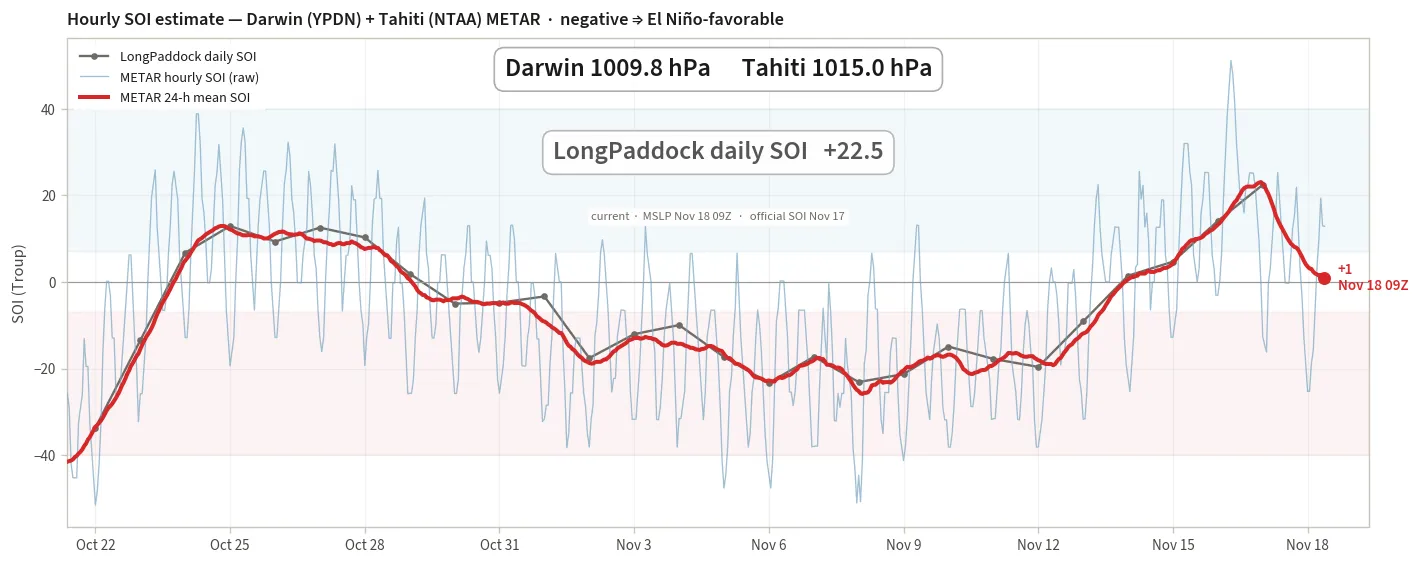 Hourly SOI estimate — Darwin (YPDN) + Tahiti (NTAA) METAR · negative ⇒ El Niño-favorable
LongPaddock daily SOI
METAR hourly SOI (raw)
METAR 24-h mean SOI
Darwin 1009.8 hPa Tahiti 1015.0 hPa
LongPaddock daily SOI +22.5
current · MSLP Nov 18 09Z · official SOI Nov 17
SOI (Troup)
40
20
0
−20
−40
+1
Nov 18 09Z
Oct 22
Oct 25
Oct 28
Oct 31
Nov 3
Nov 6
Nov 9
Nov 12
Nov 15
Nov 18